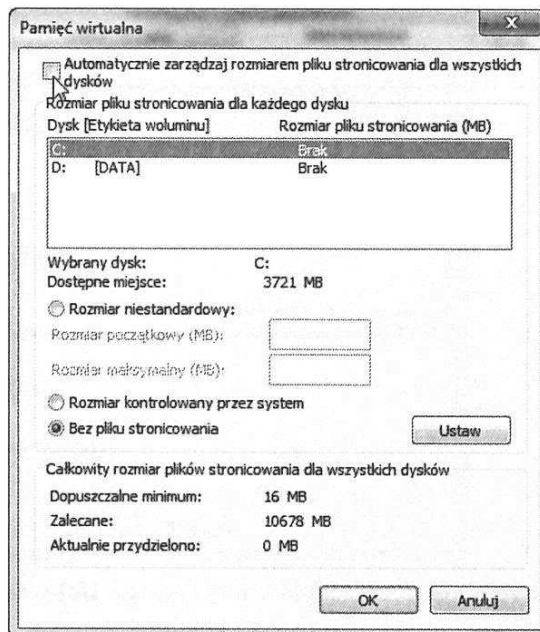 Pamięć wirtualna
Automatycznie zarządzaj rozmiarem pliku stronicowania dla wszystkich
dysków
Rozmiar pliku stronicowania dla każdego dysku
Dysk [Etykieta woluminu] Rozmiar pliku stronicowania (MB)
C: Brak
D: [DATA] Brak
Wybrany dysk: C:
Dostępne miejsce: 3721 MB
Rozmiar niestandardowy:
Rozmiar początkowy (MB):
Rozmiar maksymalny (MB):
Rozmiar kontrolowany przez system
Bez pliku stronicowania
Ustaw
Całkowity rozmiar plików stronicowania dla wszystkich dysków
Dopuszczalne minimum: 16 MB
Zalecane: 10678 MB
Aktualnie przydzielono: 0 MB
OK Anuluj